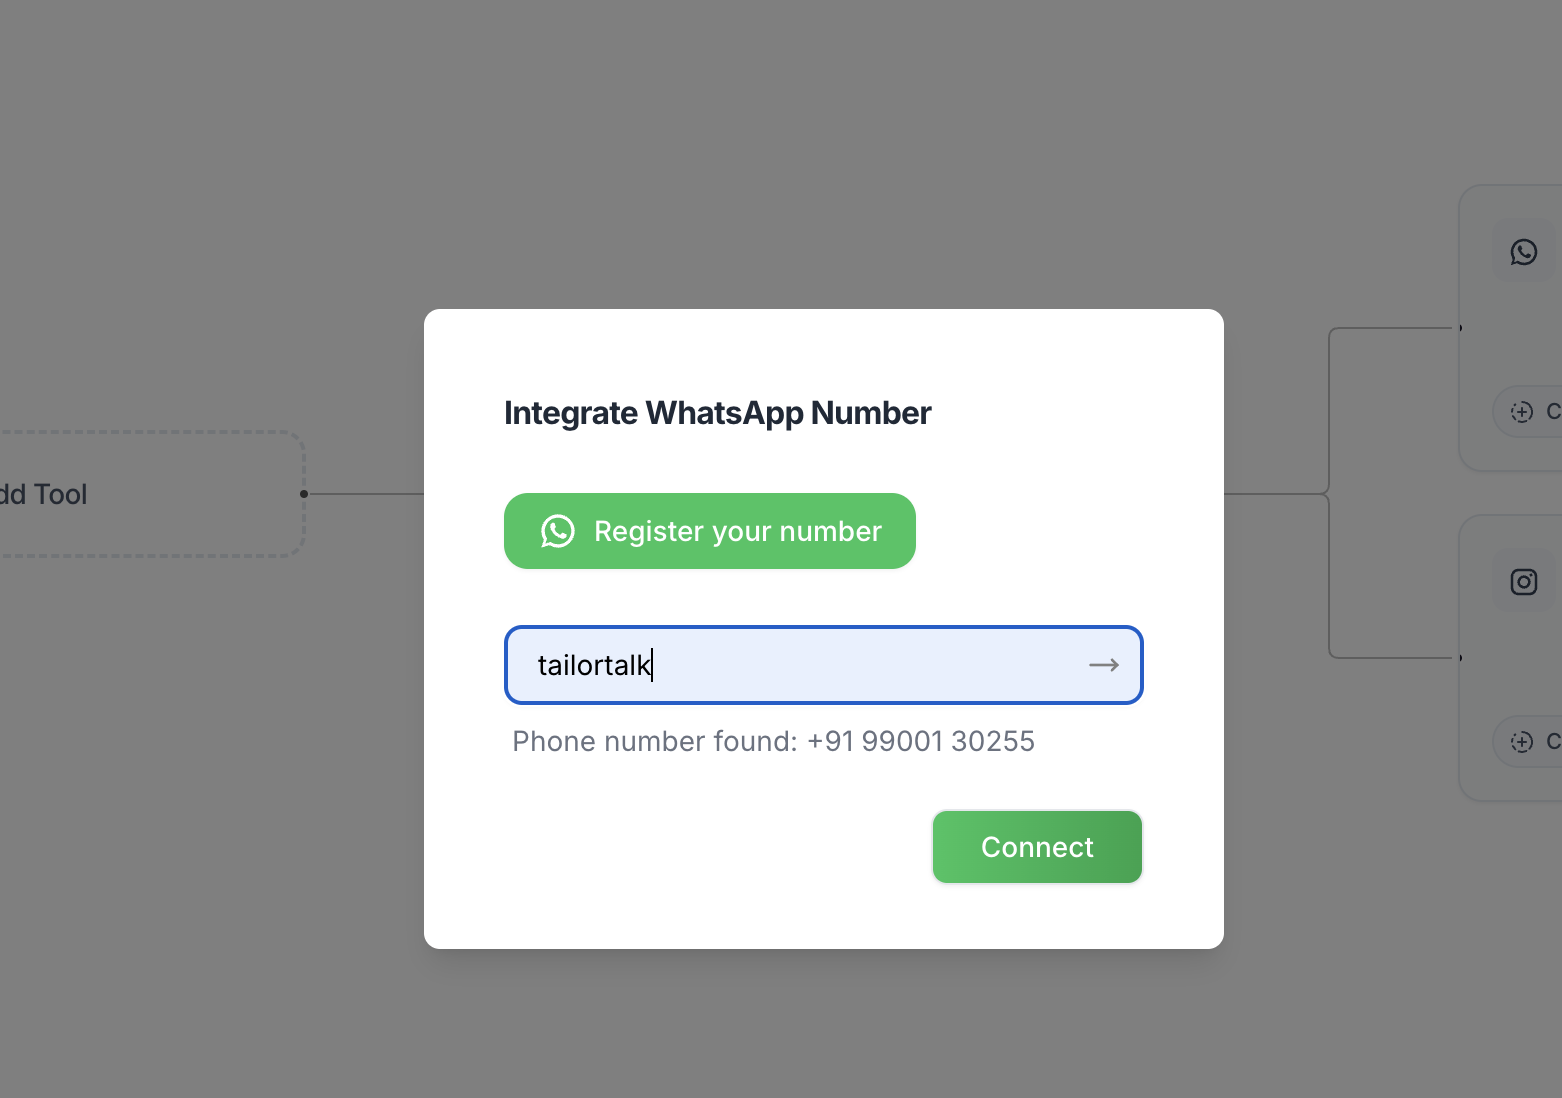 Integrate WhatsApp Number
dd Tool
Register your number
tailortalk
Phone number found: +91 99001 30255
Connect
C
C